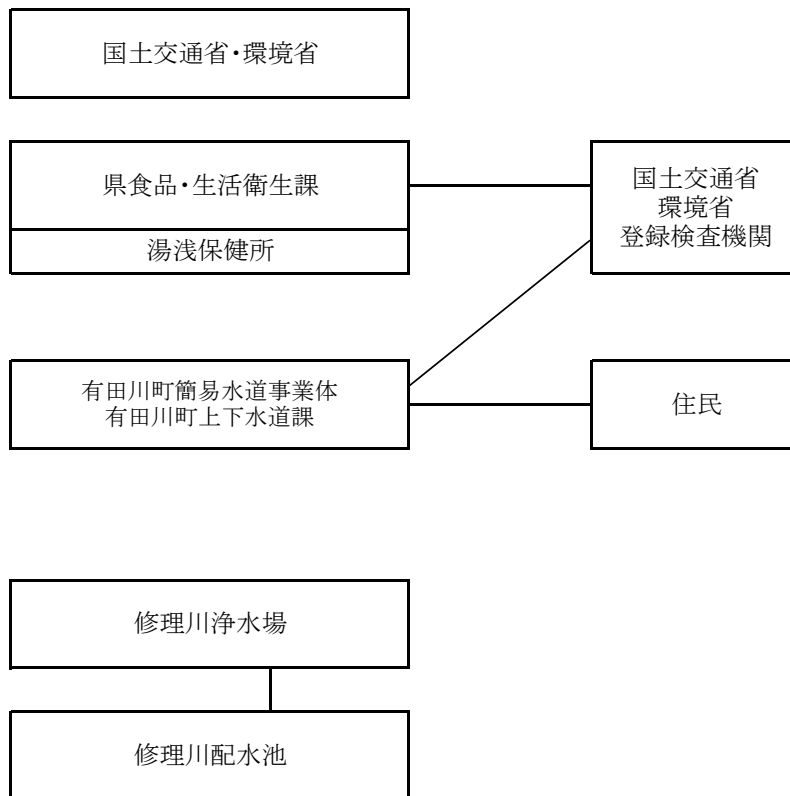 国土交通省・環境省
県食品・生活衛生課
湯浅保健所
国土交通省
環境省
登録検査機関
有田川町簡易水道事業体
有田川町上下水道課
住民
修理川浄水場
修理川配水池